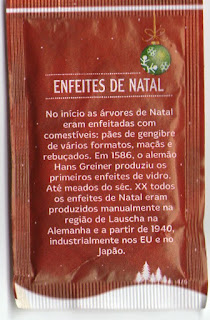 ENFEITES DE NATAL
No início as árvores de Natal
eram enfeitadas com
comestíveis: pães de gengibre
de vários formatos, maçãs e
rebuçados. Em 1586, o alemão
Hans Greiner produziu os
primeiros enfeites de vidro.
Até meados do séc. XX todos
os enfeites de Natal eram
produzidos manualmente na
região de Lauscha na
Alemanha e a partir de 1940,
industrialmente nos EU e no
Japão.